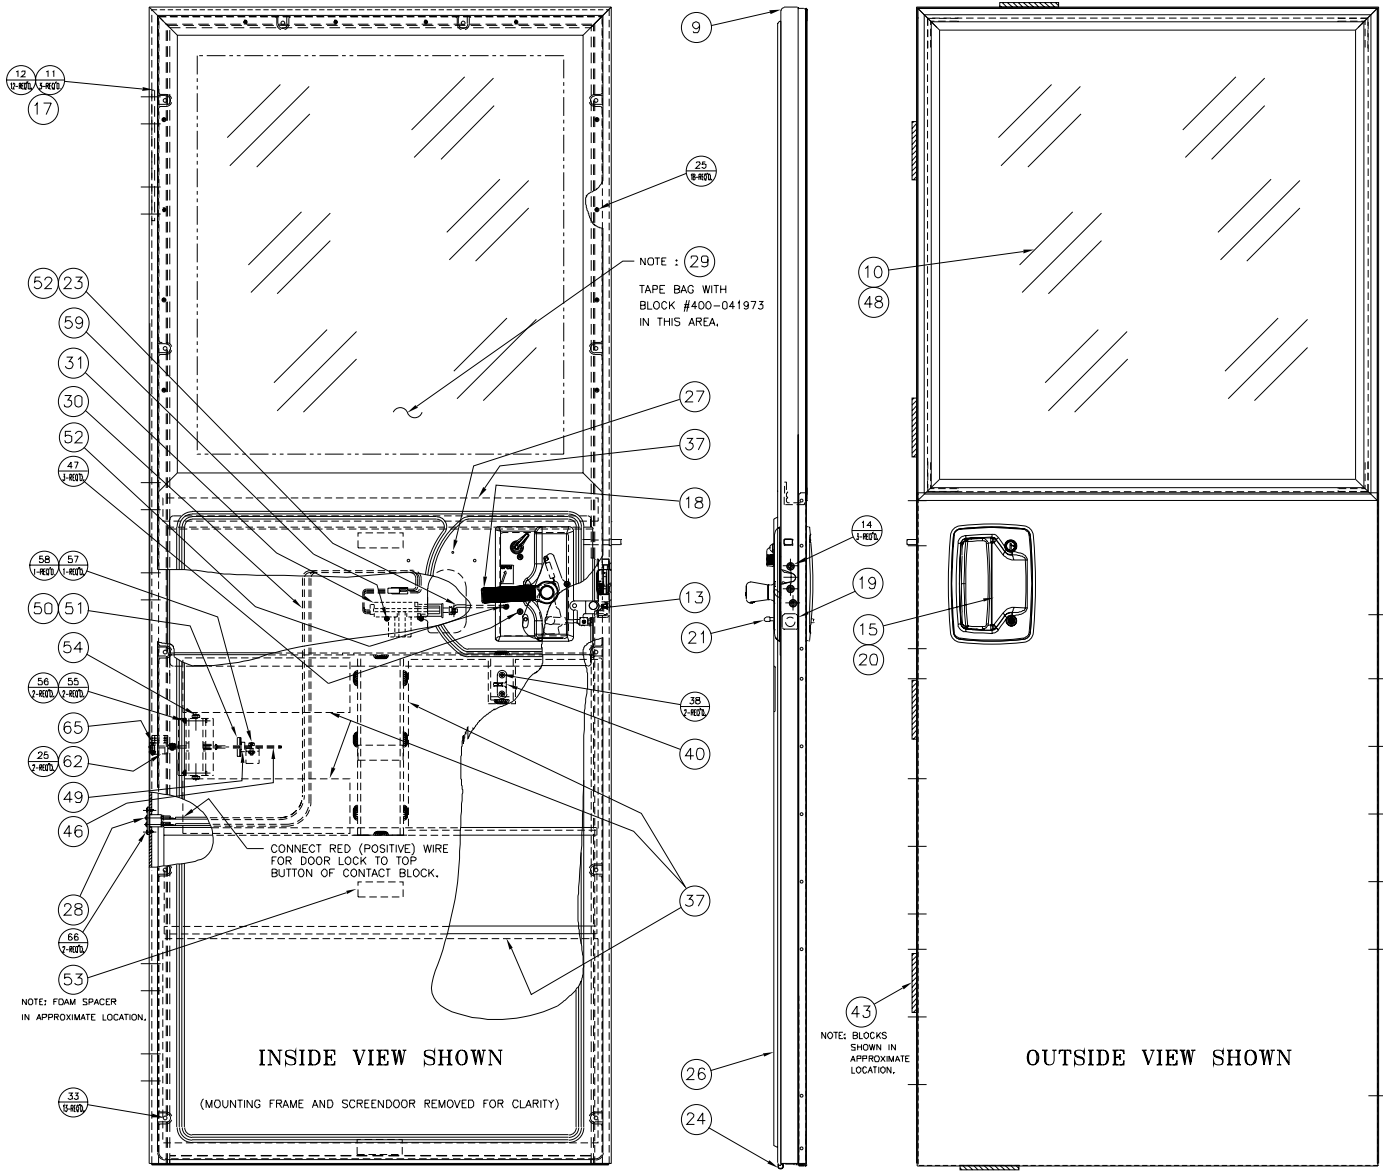 9
12
12-REQ'D.
11
3-REQ'D.
17
25
18-REQ'D.
NOTE : 29
TAPE BAG WITH
BLOCK #400-041973
IN THIS AREA.
10
48
52 23
59
31
30
52
47
3-REQ'D.
27
37
18
14
3-REQ'D.
58
1-REQ'D.
57
1-REQ'D.
50 51
13
19
21
15
20
54
56
2-REQ'D.
55
2-REQ'D.
38
2-REQ'D.
65
25
2-REQ'D.
62
40
49
46
CONNECT RED (POSITIVE) WIRE
FOR DOOR LOCK TO TOP
BUTTON OF CONTACT BLOCK.
28
37
66
2-REQ'D.
53
NOTE: FOAM SPACER
IN APPROXIMATE LOCATION.
43
NOTE: BLOCKS
SHOWN IN
APPROXIMATE
LOCATION.
INSIDE VIEW SHOWN
OUTSIDE VIEW SHOWN
26
33
13-REQ'D.
(MOUNTING FRAME AND SCREENDOOR REMOVED FOR CLARITY)
24